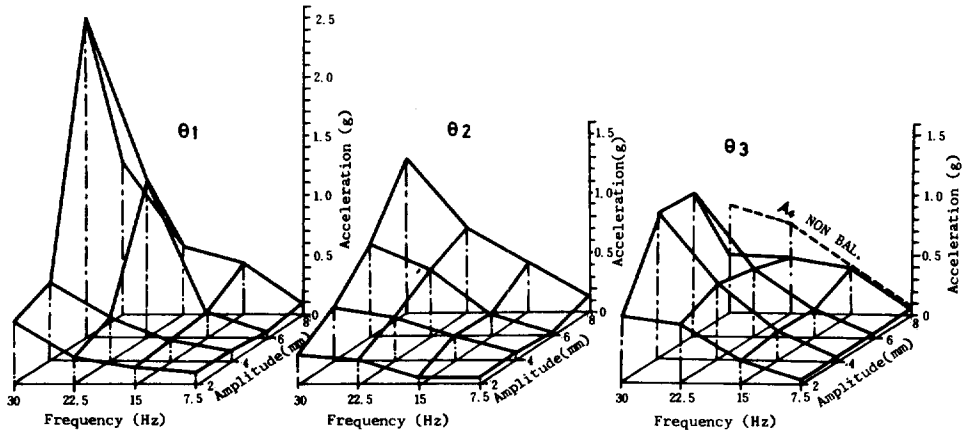 θ1
2.5
2.0
1.5
1.0
0.5
0
Acceleration (g)
8
6
4
2
Amplitude(mm)
30 22.5 15 7.5
Frequency (Hz)
θ2
1.5
1.0
0.5
0
Acceleration(g)
8
6
4
2
Amplitude(mm)
30 22.5 15 7.5
Frequency (Hz)
θ3
A4 NON BAL.
1.5
1.0
0.5
0
Acceleration (g)
8
6
4
2
Amplitude(mm)
30 22.5 15 7.5
Frequency (Hz)